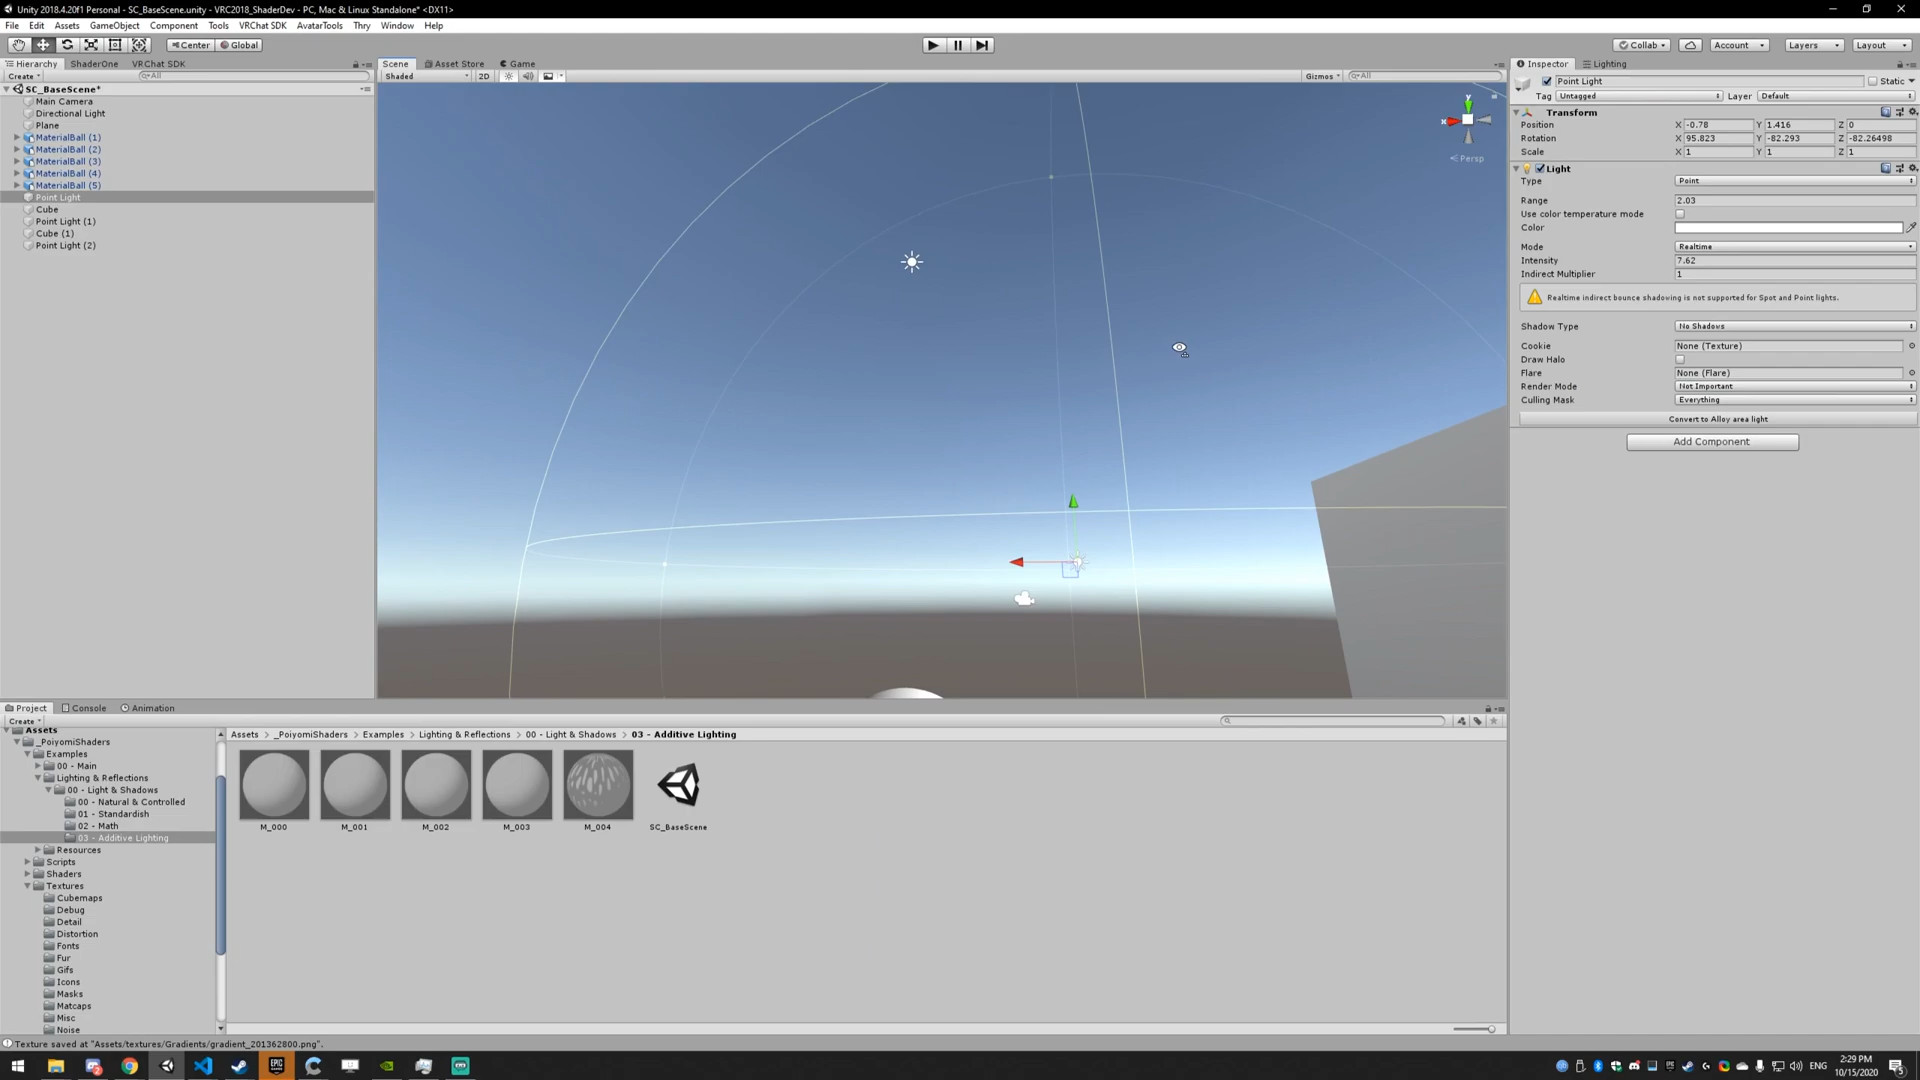 Unity 2018.4.20f1 Personal - SC_BaseScene.unity - VRC2018_ShaderDev - PC, Mac & Linux Standalone* <DX11>
File Edit Assets GameObject Component Tools VRChat SDK AvatarTools Thry Window Help
Center Global Collab Account Layers Layout
Hierarchy ShaderOne VRChat SDK
Create All
SC_BaseScene*
Main Camera
Directional Light
Plane
MaterialBall (1)
MaterialBall (2)
MaterialBall (3)
MaterialBall (4)
MaterialBall (5)
Point Light
Cube
Point Light (1)
Cube (1)
Point Light (2)
Scene Asset Store Game
Shaded 2D Gizmos All
y
x
Persp
Inspector Lighting
Point Light Static
Tag Untagged Layer Default
Transform
Position X -0.78 Y 1.416 Z 0
Rotation X 95.823 Y -82.293 Z -82.26498
Scale X 1 Y 1 Z 1
Light
Type Point
Range 2.03
Use color temperature mode
Color
Mode Realtime
Intensity 7.62
Indirect Multiplier 1
Realtime indirect bounce shadowing is not supported for Spot and Point lights.
Shadow Type No Shadows
Cookie None (Texture)
Draw Halo
Flare None (Flare)
Render Mode Not Important
Culling Mask Everything
Convert to Alloy area light
Add Component
Project Console Animation
Create
Assets
_PoiyomiShaders
Examples
00 - Main
Lighting & Reflections
00 - Light & Shadows
00 - Natural & Controlled
01 - Standardish
02 - Math
03 - Additive Lighting
Resources
Scripts
Shaders
Textures
Cubemaps
Debug
Detail
Distortion
Fonts
Fur
Gifs
Icons
Masks
Matcaps
Misc
Noise
Assets _PoiyomiShaders Examples Lighting & Reflections 00 - Light & Shadows 03 - Additive Lighting
M_000 M_001 M_002 M_003 M_004 SC_BaseScene
Texture saved at "Assets/textures/Gradients/gradient_201362800.png".
EPIC GAMES
ENG
2:29 PM
10/15/2020
5